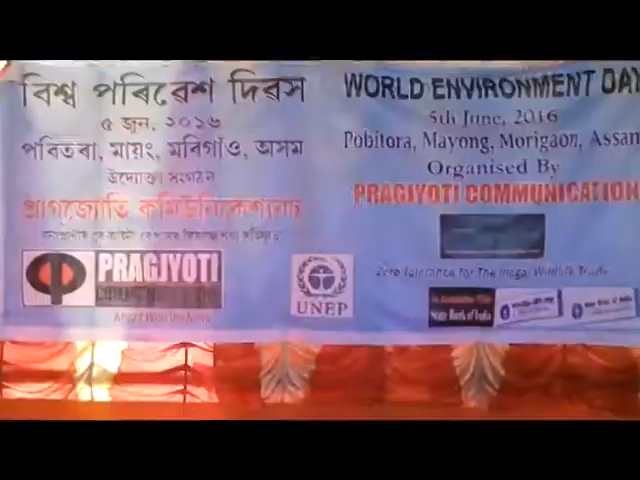 বিশ্ব পৰিৱেশ দিৱস
৫ জুন, ২০১৬
পবিতৰা, মায়ং, মৰিগাঁও, অসম
উদ্যোক্তা সংগঠন
প্ৰাগজ্যোতি কমিউনিকেশ্যনছ
PRAGJYOTI
WORLD ENVIRONMENT DAY
5th June, 2016
Pobitora, Mayong, Morigaon, Assam
Organised By
PRAGJYOTI COMMUNICATION
Zero Tolerance for The Illegal Wildlife Trade
UNEP
State Bank of India